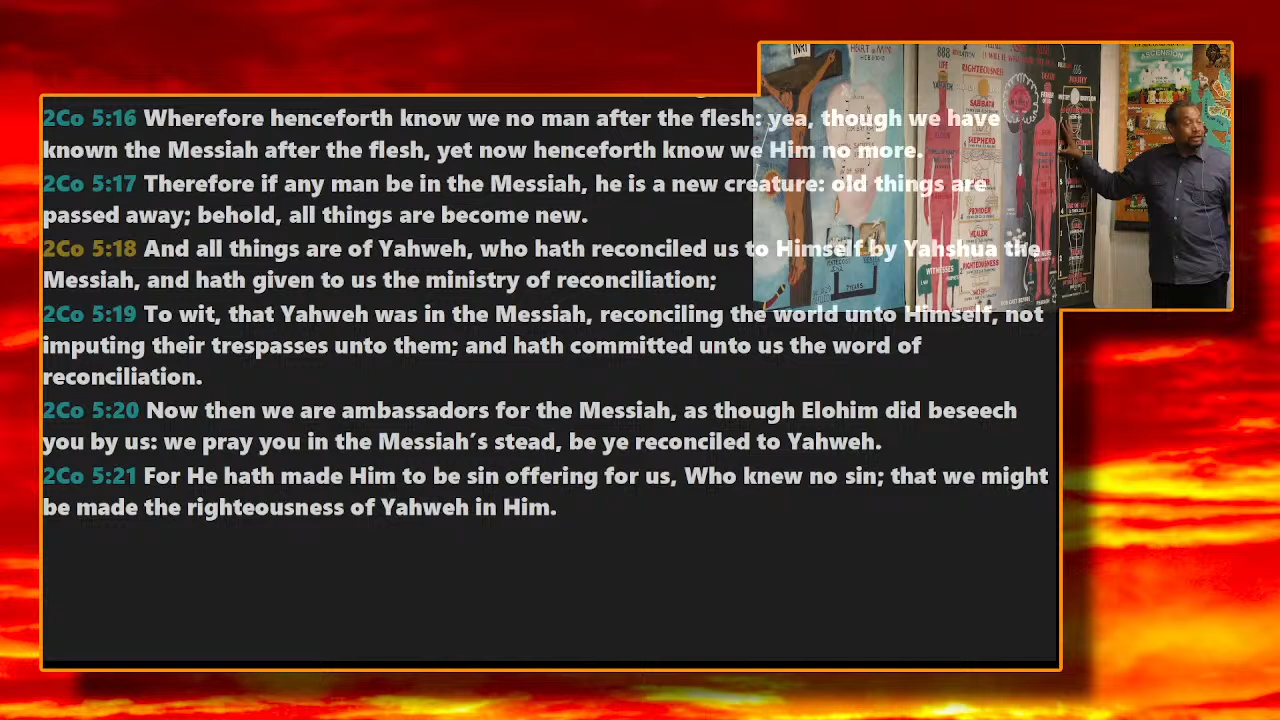 2Co 5:16 Wherefore henceforth know we no man after the flesh: yea, though we have
known the Messiah after the flesh, yet now henceforth know we Him no more.
2Co 5:17 Therefore if any man be in the Messiah, he is a new creature: old things are
passed away; behold, all things are become new.
2Co 5:18 And all things are of Yahweh, who hath reconciled us to Himself by Yahshua the
Messiah, and hath given to us the ministry of reconciliation;
2Co 5:19 To wit, that Yahweh was in the Messiah, reconciling the world unto Himself, not
imputing their trespasses unto them; and hath committed unto us the word of
reconciliation.
2Co 5:20 Now then we are ambassadors for the Messiah, as though Elohim did beseech
you by us: we pray you in the Messiah’s stead, be ye reconciled to Yahweh.
2Co 5:21 For He hath made Him to be sin offering for us, Who knew no sin; that we might
be made the righteousness of Yahweh in Him.
INRI
888
LIFE
RIGHTEOUSNESS
SABBATH
SHEPHERD
PROVIDER
HEALER
RIGHTEOUSNESS
WITNESSES
ASCENSION